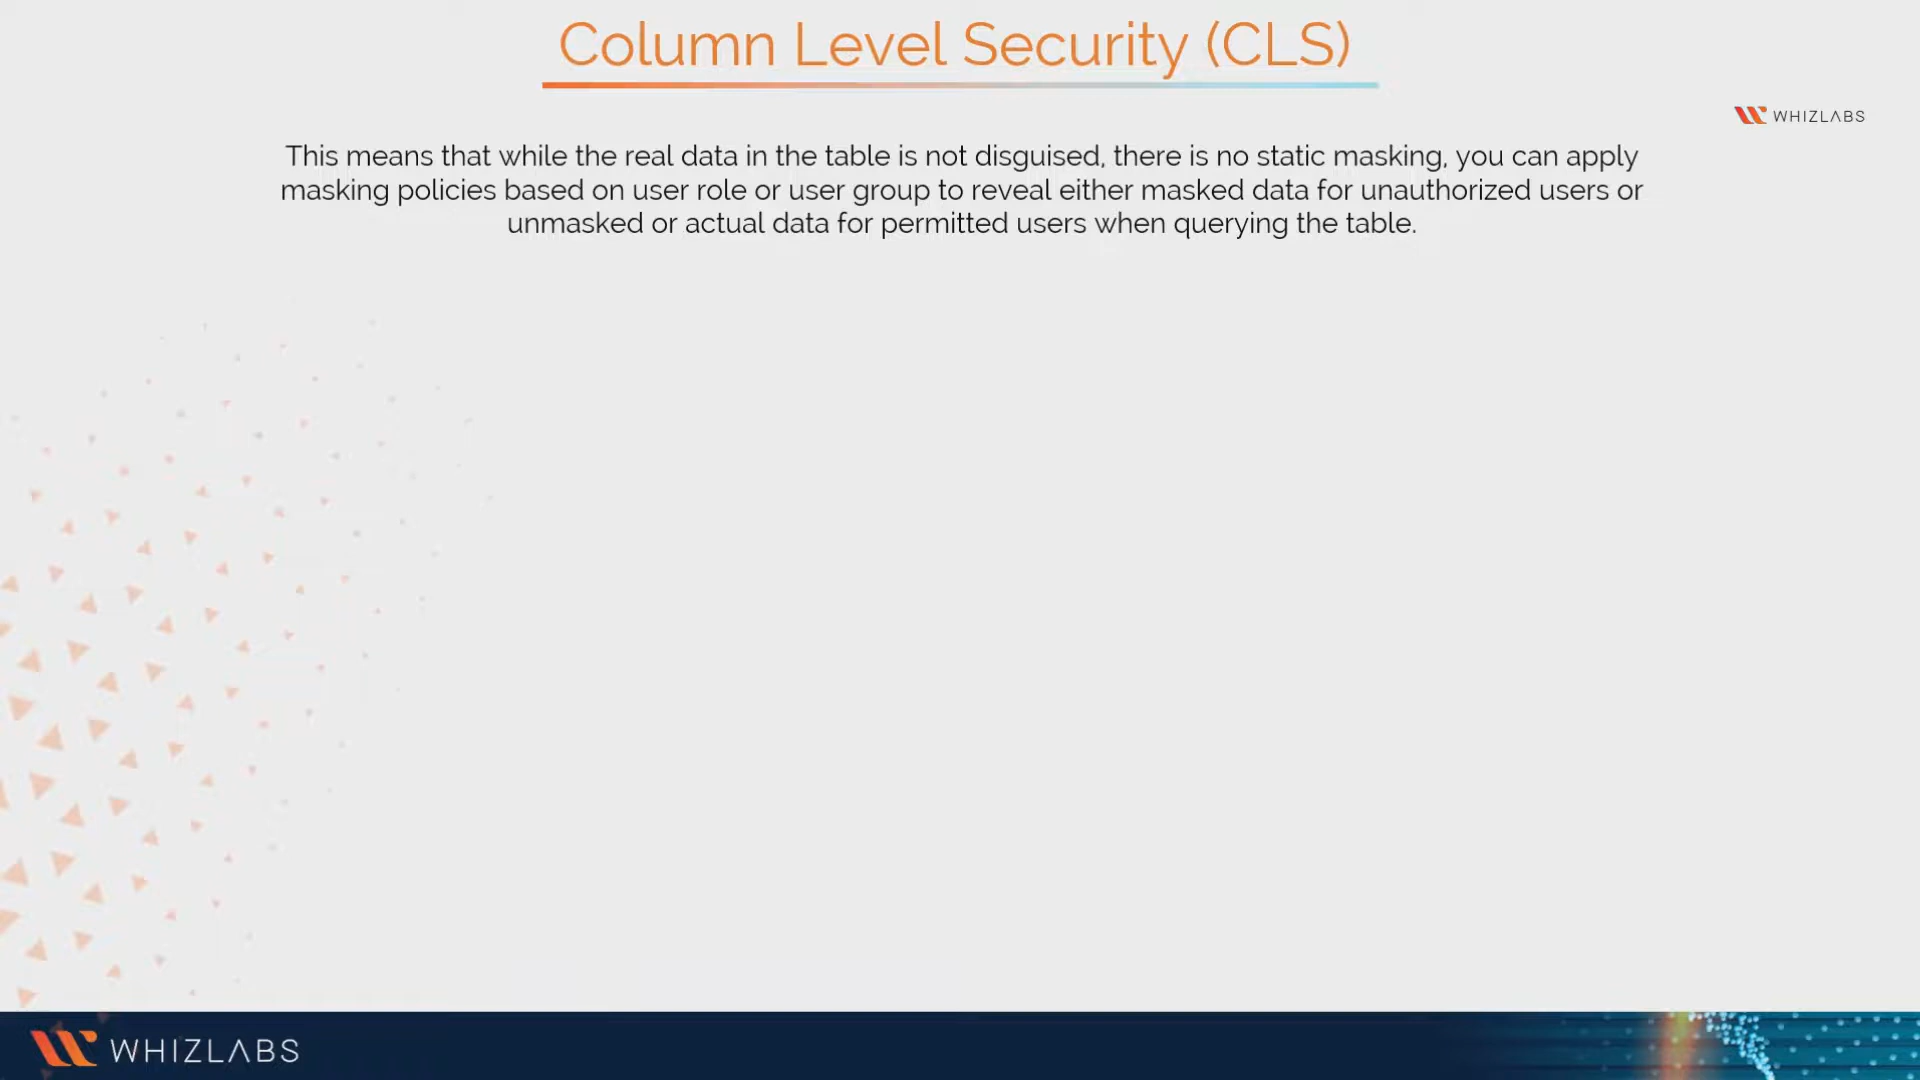 Column Level Security (CLS)
WHIZLABS
This means that while the real data in the table is not disguised, there is no static masking, you can apply
masking policies based on user role or user group to reveal either masked data for unauthorized users or
unmasked or actual data for permitted users when querying the table.
WHIZLABS